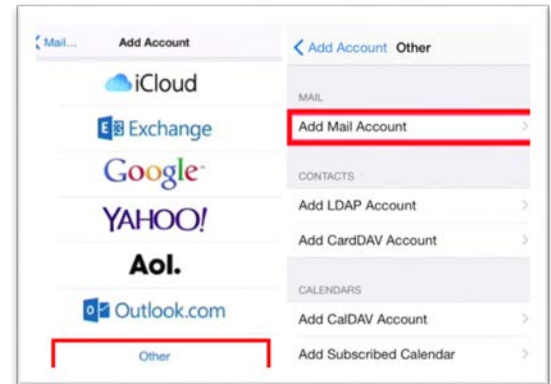 Mail... Add Account
iCloud
Exchange
Google
YAHOO!
Aol.
Outlook.com
Other
Add Account Other
MAIL
Add Mail Account
CONTACTS
Add LDAP Account
Add CardDAV Account
CALENDARS
Add CalDAV Account
Add Subscribed Calendar